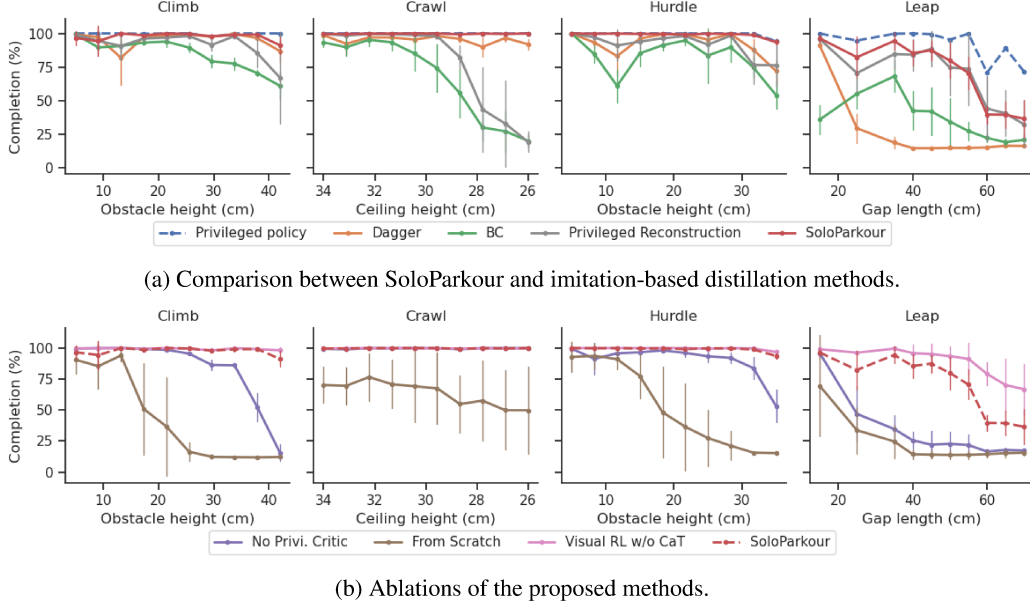 Climb
Crawl
Hurdle
Leap
Completion (%)
100
75
50
25
0
10 20 30 40
34 32 30 28 26
10 20 30
20 40 60
Obstacle height (cm)
Ceiling height (cm)
Obstacle height (cm)
Gap length (cm)
Privileged policy Dagger BC Privileged Reconstruction SoloParkour
(a) Comparison between SoloParkour and imitation-based distillation methods.
Climb
Crawl
Hurdle
Leap
Completion (%)
100
75
50
25
0
10 20 30 40
34 32 30 28 26
10 20 30
20 40 60
Obstacle height (cm)
Ceiling height (cm)
Obstacle height (cm)
Gap length (cm)
No Privi. Critic From Scratch Visual RL w/o CaT SoloParkour
(b) Ablations of the proposed methods.